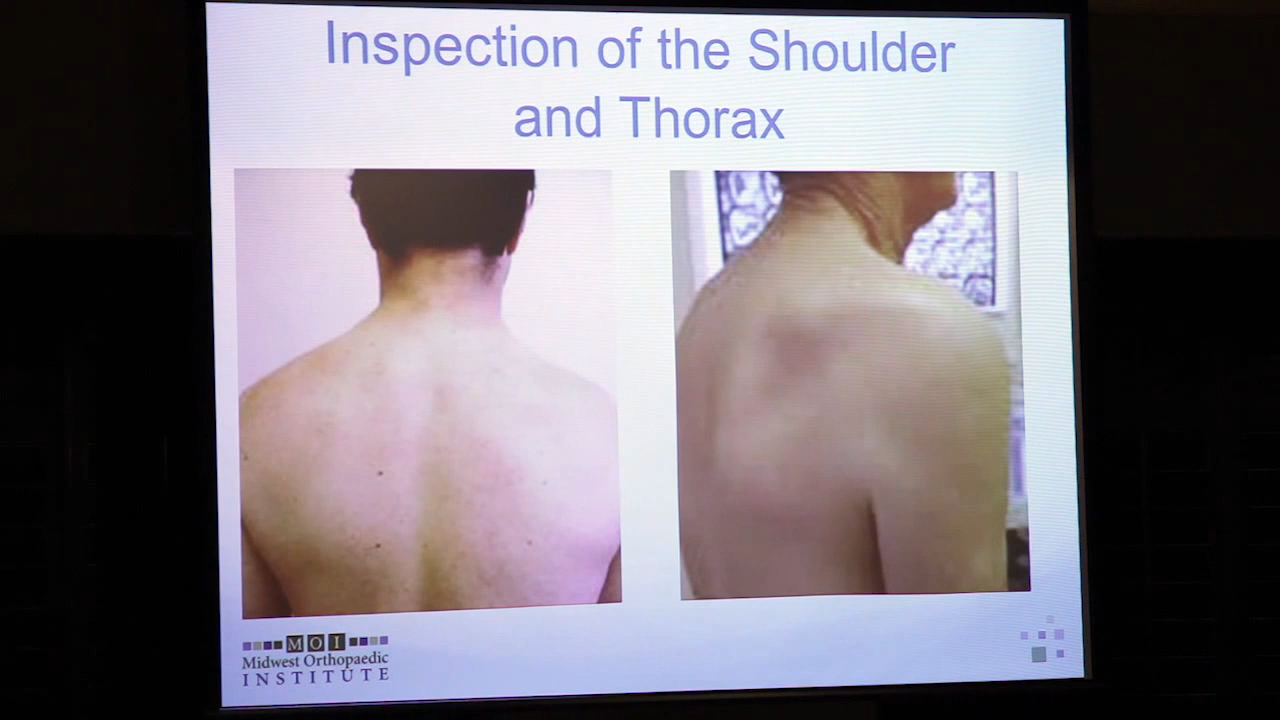 Inspection of the Shoulder
and Thorax
MOI
Midwest Orthopaedic
INSTITUTE